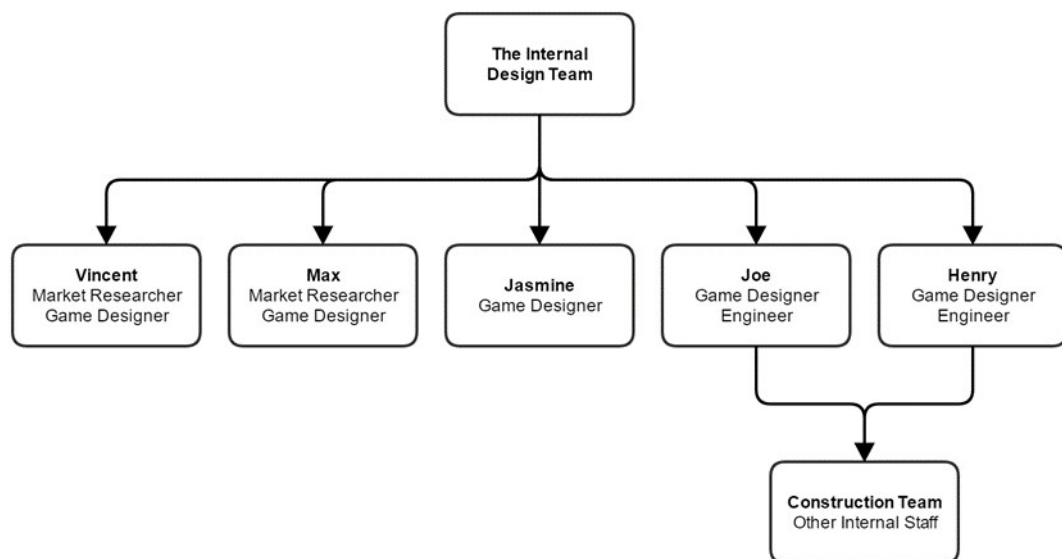 The Internal
Design Team
Vincent
Market Researcher
Game Designer
Max
Market Researcher
Game Designer
Jasmine
Game Designer
Joe
Game Designer
Engineer
Henry
Game Designer
Engineer
Construction Team
Other Internal Staff